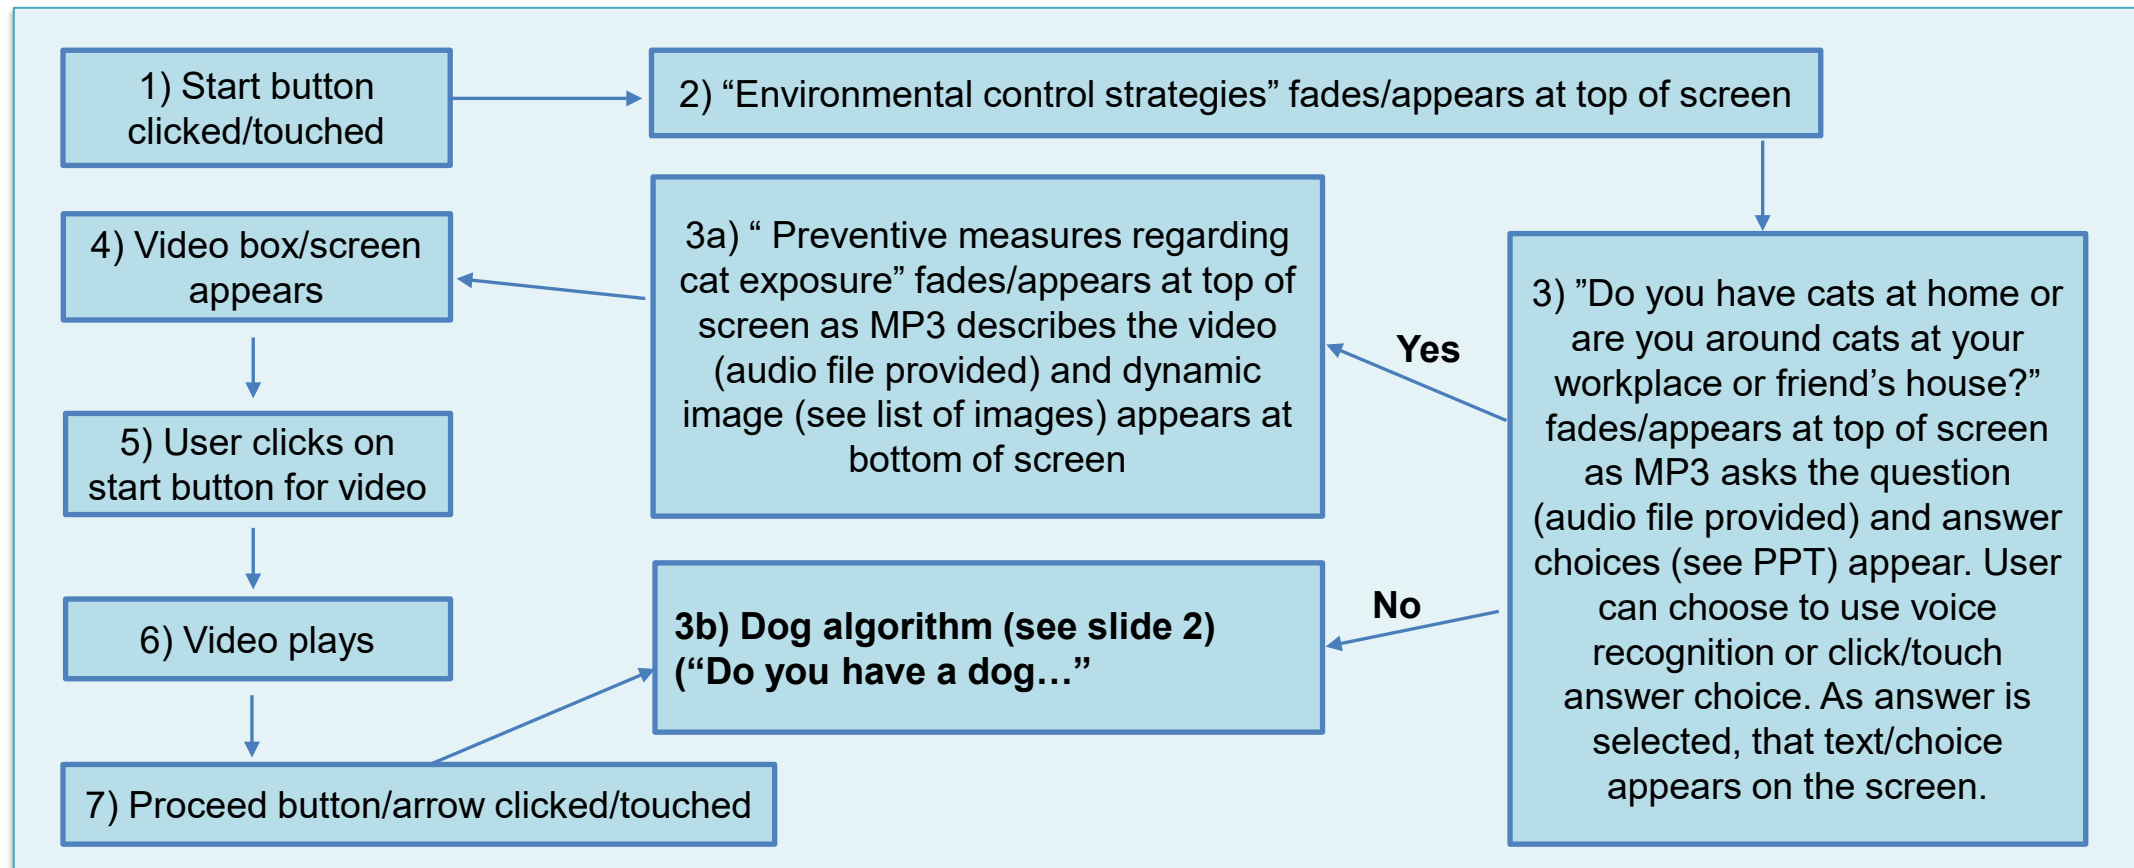 1) Start button
clicked/touched
2) “Environmental control strategies” fades/appears at top of screen
3) ”Do you have cats at home or
are you around cats at your
workplace or friend’s house?”
fades/appears at top of screen
as MP3 asks the question
(audio file provided) and answer
choices (see PPT) appear. User
can choose to use voice
recognition or click/touch
answer choice. As answer is
selected, that text/choice
appears on the screen.
Yes
3a) “ Preventive measures regarding
cat exposure” fades/appears at top of
screen as MP3 describes the video
(audio file provided) and dynamic
image (see list of images) appears at
bottom of screen
4) Video box/screen
appears
5) User clicks on
start button for video
6) Video plays
7) Proceed button/arrow clicked/touched
No
3b) Dog algorithm (see slide 2)
(“Do you have a dog…”